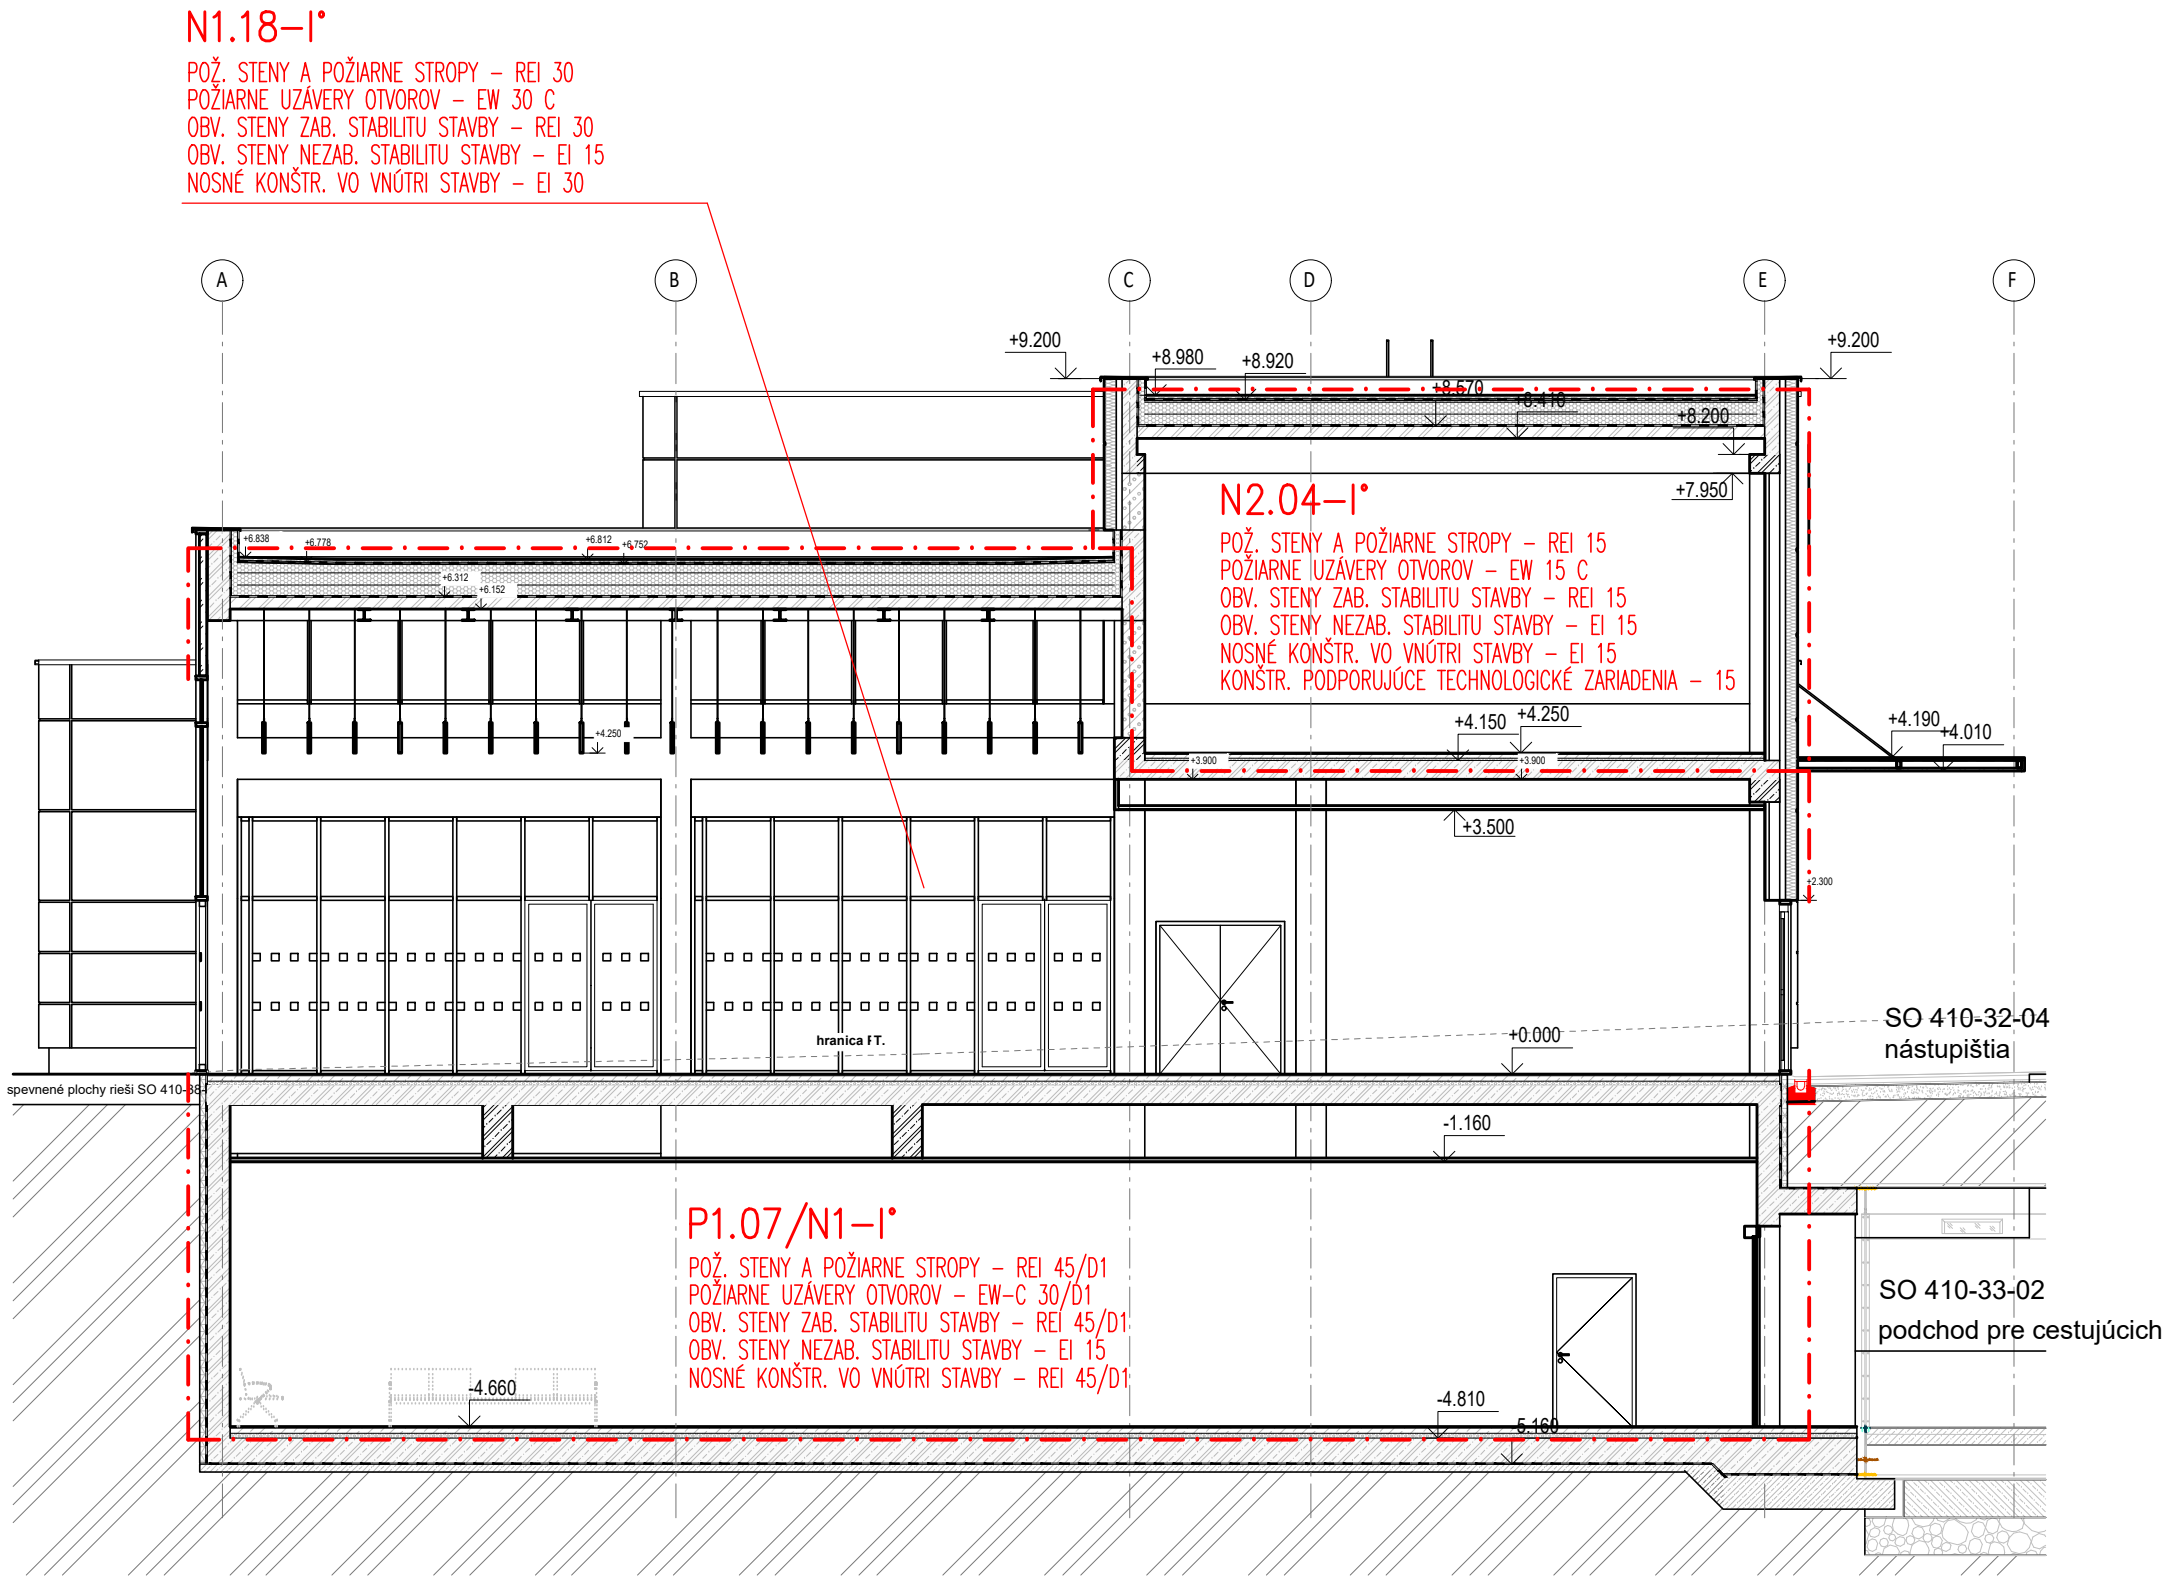 N1.18–I°
POŽ. STENY A POŽIARNE STROPY – REI 30
POŽIARNE UZÁVERY OTVOROV – EW 30 C
OBV. STENY ZAB. STABILITU STAVBY – REI 30
OBV. STENY NEZAB. STABILITU STAVBY – EI 15
NOSNÉ KONŠTR. VO VNÚTRI STAVBY – EI 30
A
B
C
D
E
F
+9.200
+8.980
+8.920
+9.200
+8.570
+8.410
+8.200
+7.950
N2.04–I°
POŽ. STENY A POŽIARNE STROPY – REI 15
POŽIARNE UZÁVERY OTVOROV – EW 15 C
OBV. STENY ZAB. STABILITU STAVBY – REI 15
OBV. STENY NEZAB. STABILITU STAVBY – EI 15
NOSNÉ KONŠTR. VO VNÚTRI STAVBY – EI 15
KONŠTR. PODPORUJÚCE TECHNOLOGICKÉ ZARIADENIA – 15
+6.838
+6.778
+6.812
+6.752
+6.312
+6.152
+4.250
+4.150
+4.250
+4.190
+4.010
+3.900
+3.900
+3.500
+2.300
SO 410-32-04
nástupištia
+0.000
hranica
T.
spevnené plochy rieši SO 410-38-
-1.160
P1.07/N1–I°
POŽ. STENY A POŽIARNE STROPY – REI 45/D1
POŽIARNE UZÁVERY OTVOROV – EW-C 30/D1
OBV. STENY ZAB. STABILITU STAVBY – REI 45/D1
OBV. STENY NEZAB. STABILITU STAVBY – EI 15
NOSNÉ KONŠTR. VO VNÚTRI STAVBY – REI 45/D1
SO 410-33-02
podchod pre cestujúcich
-4.660
-4.810
-5.160